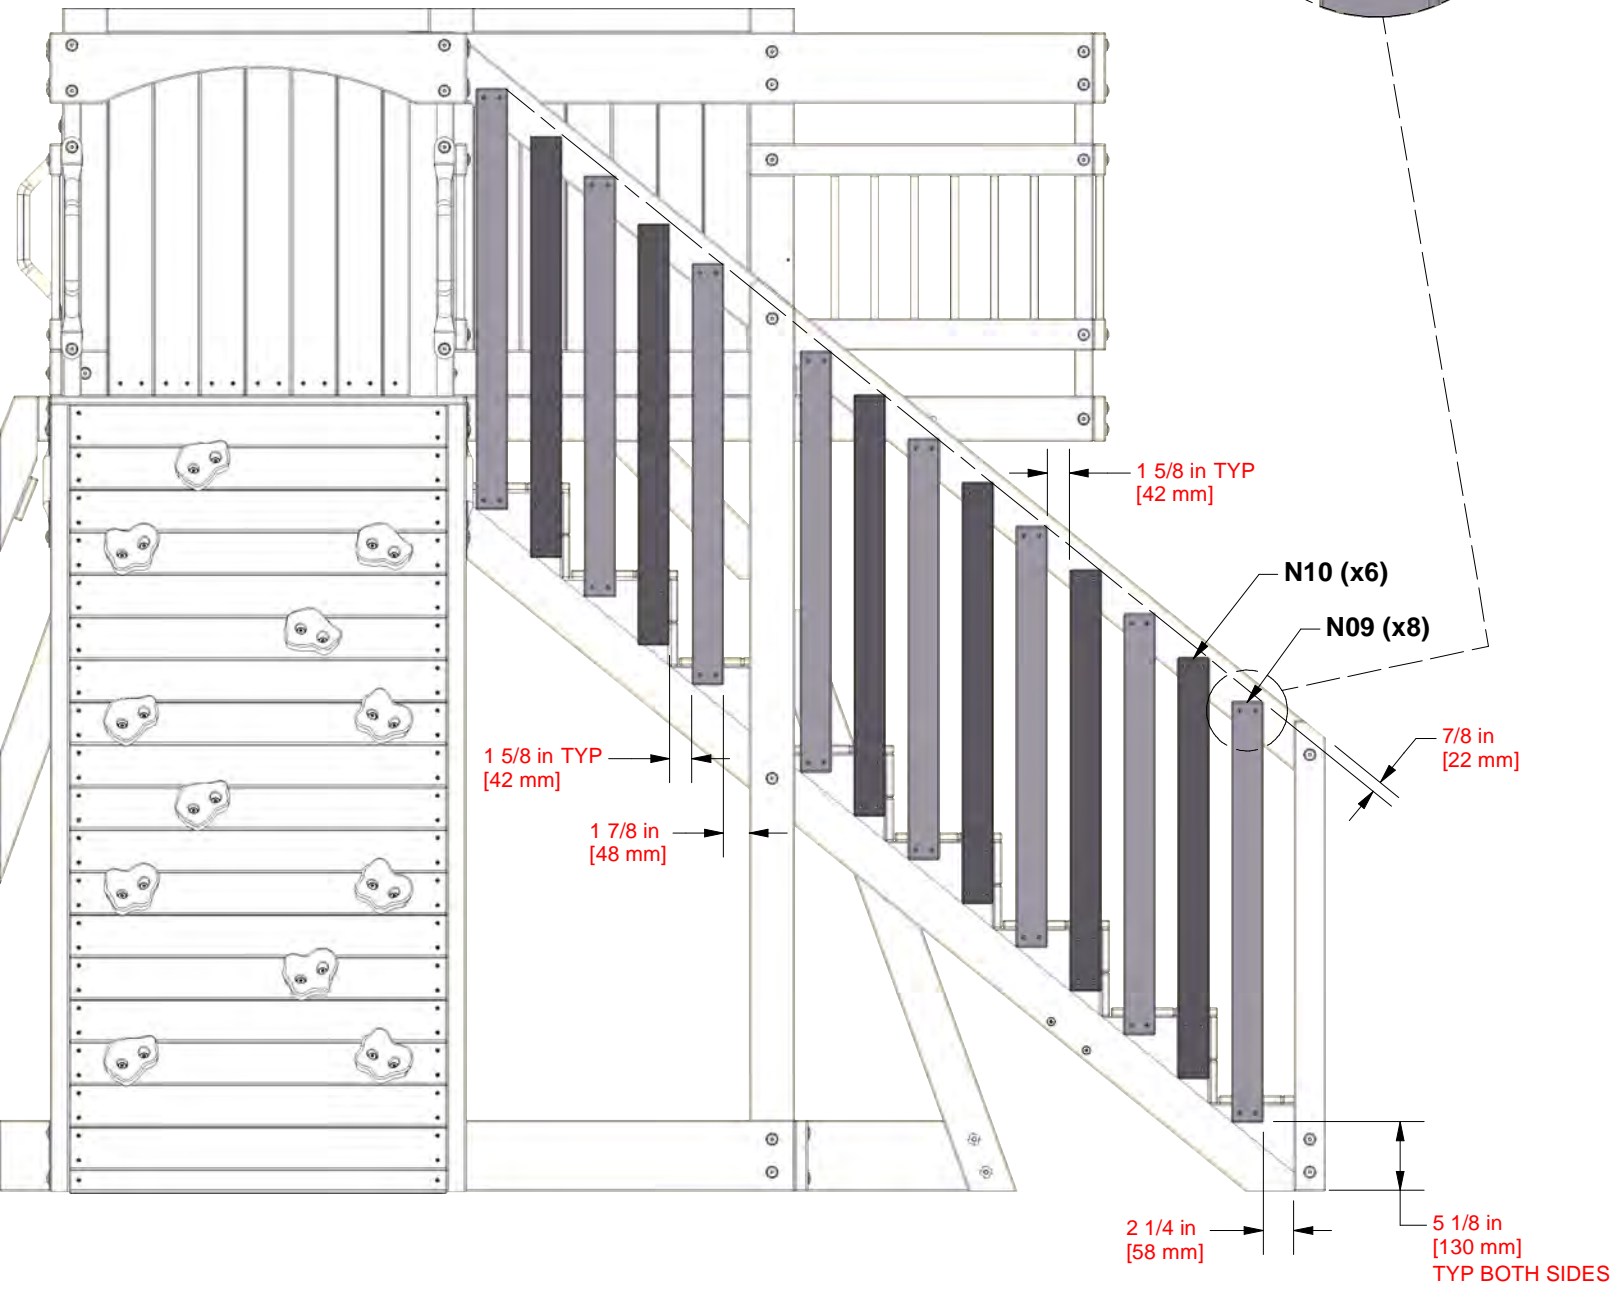 1 5/8 in TYP
[42 mm]
N10 (x6)
N09 (x8)
7/8 in
[22 mm]
1 5/8 in TYP
[42 mm]
1 7/8 in
[48 mm]
2 1/4 in
[58 mm]
5 1/8 in
[130 mm]
TYP BOTH SIDES